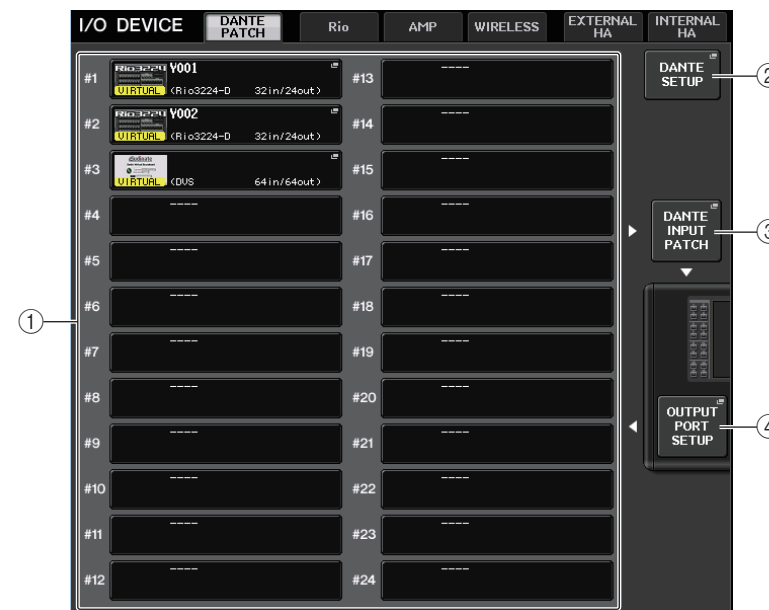 I/O DEVICE
DANTE
PATCH
Rio
AMP
WIRELESS
EXTERNAL
HA
INTERNAL
HA
#1
Rio3224
VIRTUAL
Y001
(Rio3224-D 32in/24out)
#2
Rio3224
VIRTUAL
Y002
(Rio3224-D 32in/24out)
#3
Audinate
VIRTUAL
(DVS 64in/64out)
#4 ----
#5 ----
#6 ----
#7 ----
#8 ----
#9 ----
#10 ----
#11 ----
#12 ----
#13 ----
#14 ----
#15 ----
#16 ----
#17 ----
#18 ----
#19 ----
#20 ----
#21 ----
#22 ----
#23 ----
#24 ----
DANTE
SETUP
DANTE
INPUT
PATCH
OUTPUT
PORT
SETUP
①
②
③
④